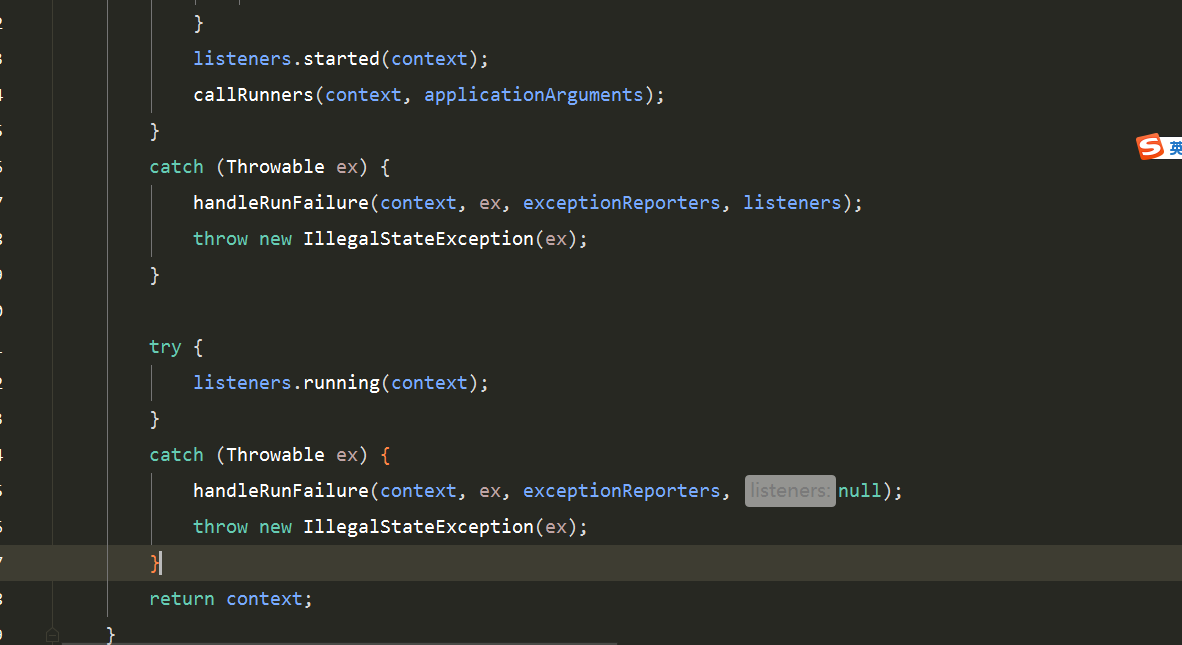 }
listeners.started(context);
callRunners(context, applicationArguments);
}
catch (Throwable ex) {
handleRunFailure(context, ex, exceptionReporters, listeners);
throw new IllegalStateException(ex);
}
try {
listeners.running(context);
}
catch (Throwable ex) {
handleRunFailure(context, ex, exceptionReporters, listeners: null);
throw new IllegalStateException(ex);
}
return context;
}
S 英